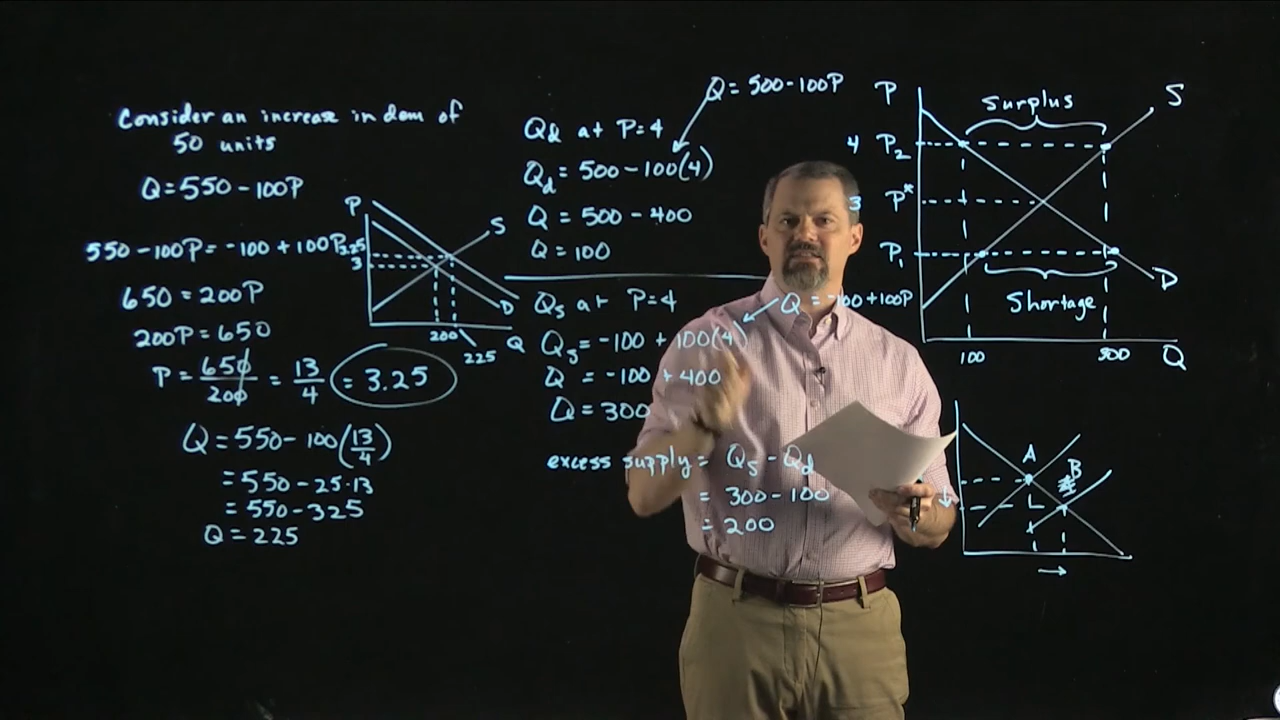 Consider an increase in dem of
50 units
Q = 550 - 100P
550 - 100P = -100 + 100P
650 = 200P
200P = 650
P = 650/200 = 13/4 = 3.25
Q = 550 - 100(13/4)
= 550 - 25·13
= 550 - 325
Q = 225
P
S
3.25
3
D
200
225
Q
Q = 500 - 100P
Qd at P=4
Qd = 500 - 100(4)
Q = 500 - 400
Q = 100
Qs at P=4
Q = -100 + 100P
Qs = -100 + 100(4)
Q = -100 + 400
Q = 300
excess supply = Qs - Qd
= 300 - 100
= 200
P
Surplus
S
4 P2
3 P*
P1
Shortage
D
100
Q
A
B